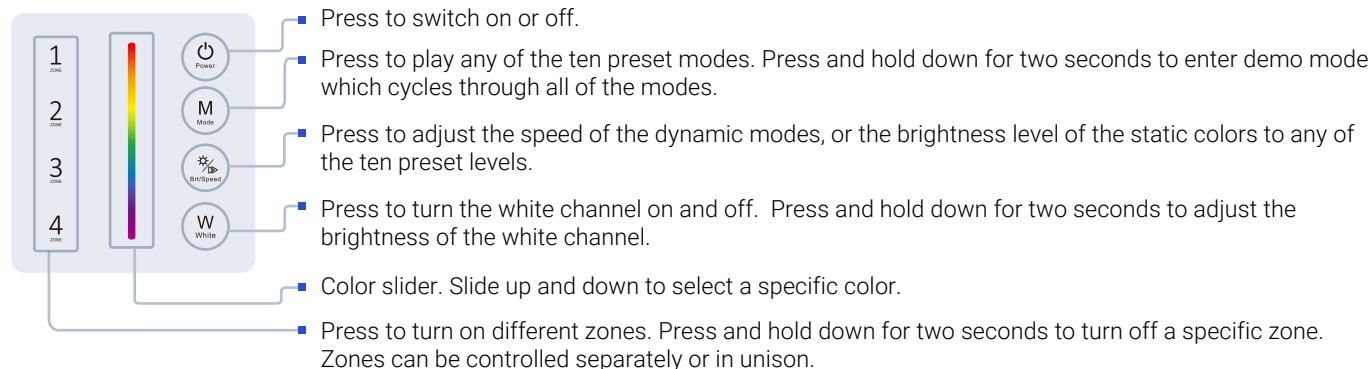 1
ZONE
2
ZONE
3
ZONE
4
ZONE
Power
M
Mode
Brt/Speed
W
White
Press to switch on or off.
Press to play any of the ten preset modes. Press and hold down for two seconds to enter demo mode
which cycles through all of the modes.
Press to adjust the speed of the dynamic modes, or the brightness level of the static colors to any of
the ten preset levels.
Press to turn the white channel on and off.  Press and hold down for two seconds to adjust the
brightness of the white channel.
Color slider. Slide up and down to select a specific color.
Press to turn on different zones. Press and hold down for two seconds to turn off a specific zone.
Zones can be controlled separately or in unison.